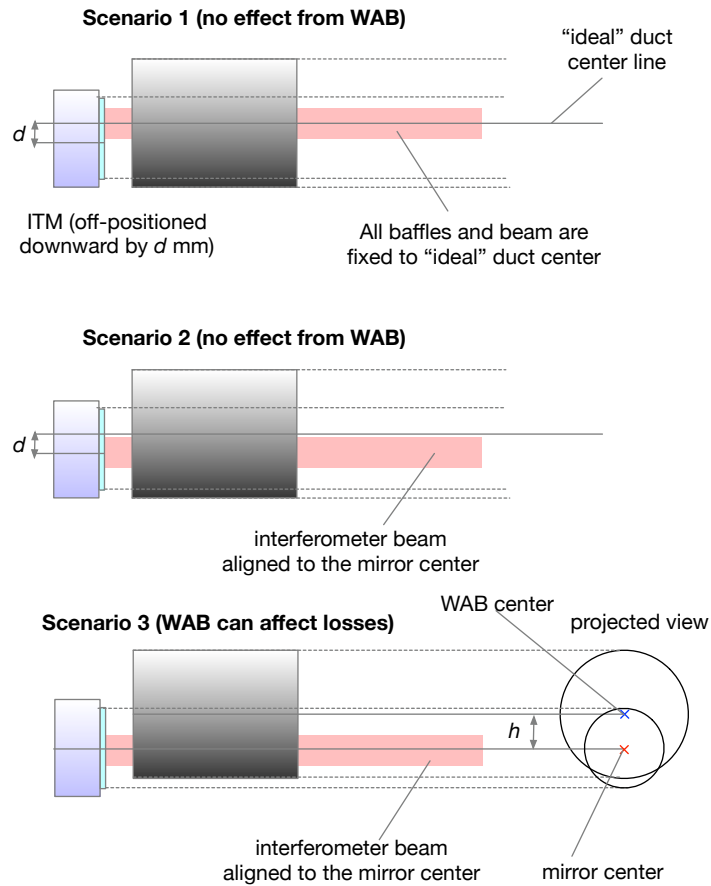 Scenario 1 (no effect from WAB)
“ideal” duct
center line
d
ITM (off-positioned
downward by d mm)
All baffles and beam are
fixed to “ideal” duct center
Scenario 2 (no effect from WAB)
d
interferometer beam
aligned to the mirror center
WAB center
Scenario 3 (WAB can affect losses)
projected view
h
interferometer beam
aligned to the mirror center
mirror center